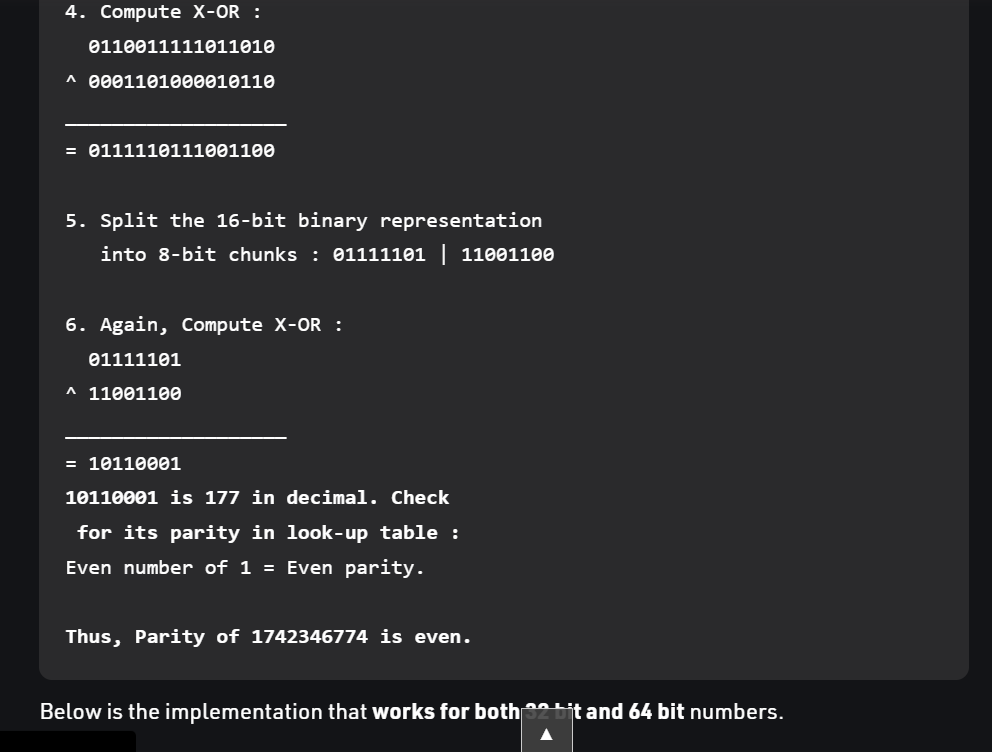 4. Compute X-OR :
0110011111011010
^ 0001101000010110
___________________
= 0111110111001100
5. Split the 16-bit binary representation
into 8-bit chunks : 01111101 | 11001100
6. Again, Compute X-OR :
01111101
^ 11001100
___________________
= 10110001
10110001 is 177 in decimal. Check
for its parity in look-up table :
Even number of 1 = Even parity.
Thus, Parity of 1742346774 is even.
Below is the implementation that works for both 32 bit and 64 bit numbers.